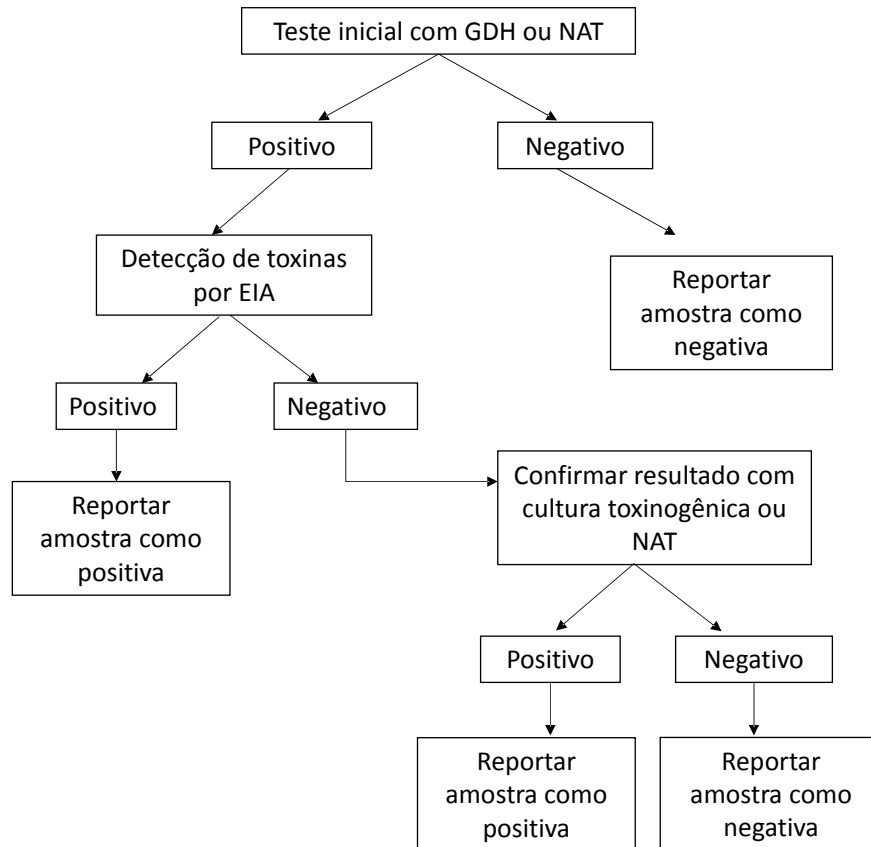 Teste inicial com GDH ou NAT
Positivo
Negativo
Detecção de toxinas
por EIA
Reportar
amostra como
negativa
Positivo
Negativo
Reportar
amostra como
positiva
Confirmar resultado com
cultura toxinogênica ou
NAT
Positivo
Negativo
Reportar
amostra como
positiva
Reportar
amostra como
negativa